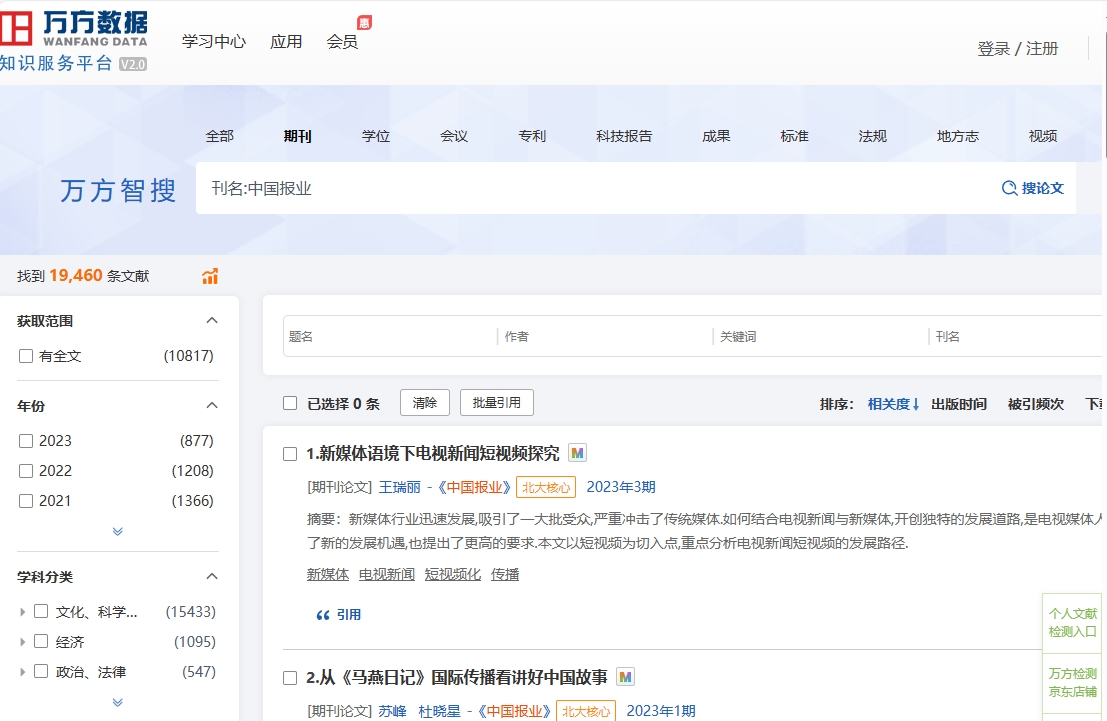 万方数据
WANFANG DATA
知识服务平台 V2.0
学习中心 应用 会员 惠
登录 / 注册
全部 期刊 学位 会议 专利 科技报告 成果 标准 法规 地方志 视频
万方智搜
刊名:中国报业
搜论文
找到 19,460 条文献
获取范围
有全文 (10817)
年份
2023 (877)
2022 (1208)
2021 (1366)
学科分类
文化、科学... (15433)
经济 (1095)
政治、法律 (547)
题名 作者 关键词 刊名
已选择 0 条 清除 批量引用 排序： 相关度↓ 出版时间 被引频次
1.新媒体语境下电视新闻短视频探究 M
[期刊论文] 王瑞丽 -《中国报业》 北大核心 2023年3期
摘要：新媒体行业迅速发展,吸引了一大批受众,严重冲击了传统媒体.如何结合电视新闻与新媒体,开创独特的发展道路,是电视媒体人
了新的发展机遇,也提出了更高的要求.本文以短视频为切入点,重点分析电视新闻短视频的发展路径.
新媒体 电视新闻 短视频化 传播
引用
2.从《马燕日记》国际传播看讲好中国故事 M
[期刊论文] 苏峰 杜晓星 -《中国报业》 北大核心 2023年1期
个人文献
检测入口
万方检测
京东店铺